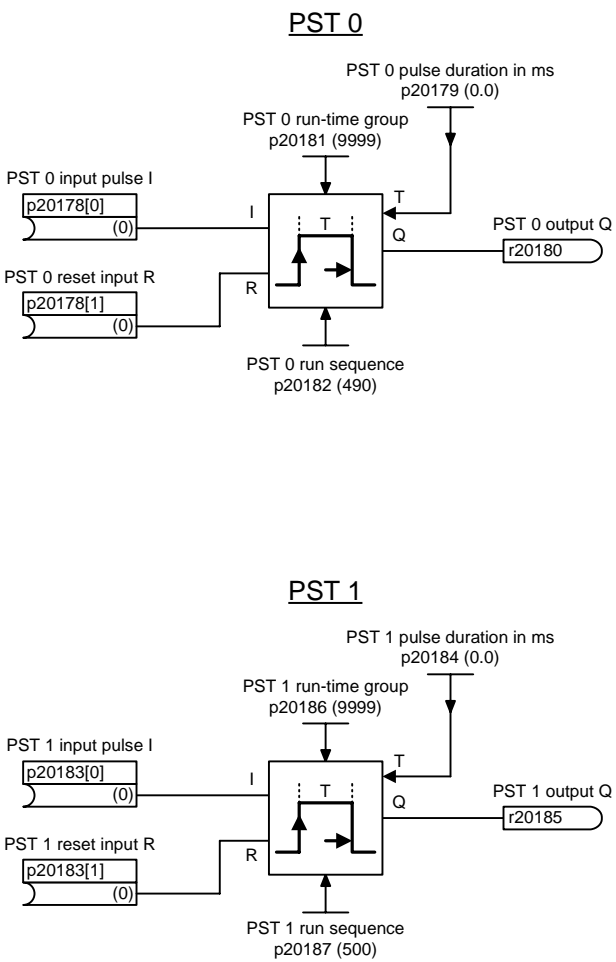 PST 0
PST 0 pulse duration in ms
p20179 (0.0)
PST 0 run-time group
p20181 (9999)
PST 0 input pulse I
p20178[0]
(0)
I
T
T
Q
PST 0 output Q
r20180
PST 0 reset input R
p20178[1]
(0)
R
PST 0 run sequence
p20182 (490)
PST 1
PST 1 pulse duration in ms
p20184 (0.0)
PST 1 run-time group
p20186 (9999)
PST 1 input pulse I
p20183[0]
(0)
I
T
T
Q
PST 1 output Q
r20185
PST 1 reset input R
p20183[1]
(0)
R
PST 1 run sequence
p20187 (500)